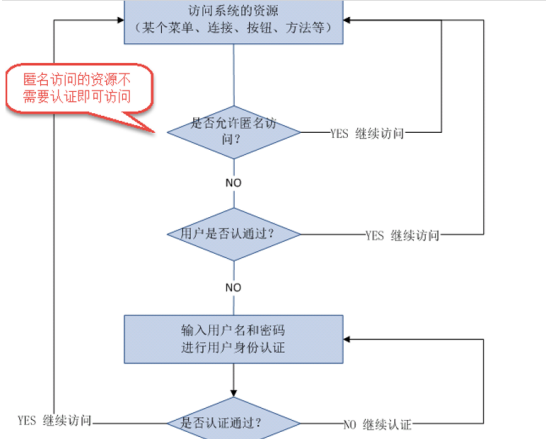 访问系统的资源
（某个菜单、连接、按钮、方法等）
匿名访问的资源不
需要认证即可访问
是否允许匿名访
问？
YES 继续访问
NO
用户是否认通过？
YES 继续访问
NO
输入用户名和密码
进行用户身份认证
YES 继续访问
是否认证通过？
NO 继续认证